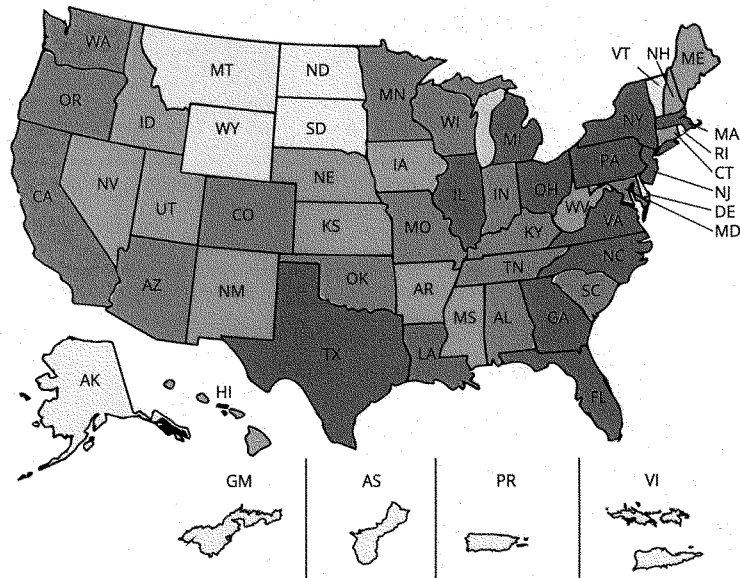 VT NH ME
WA
MT ND
MN
OR
ID
WY
SD
WI
MI
NY
MA
RI
CT
NJ
DE
MD
NE
IA
PA
NV
UT
CO
IL
IN
OH
WV
VA
CA
KS
MO
KY
NC
AZ
NM
OK
AR
TN
SC
TX
LA
MS
AL
GA
FL
AK
HI
GM AS PR VI